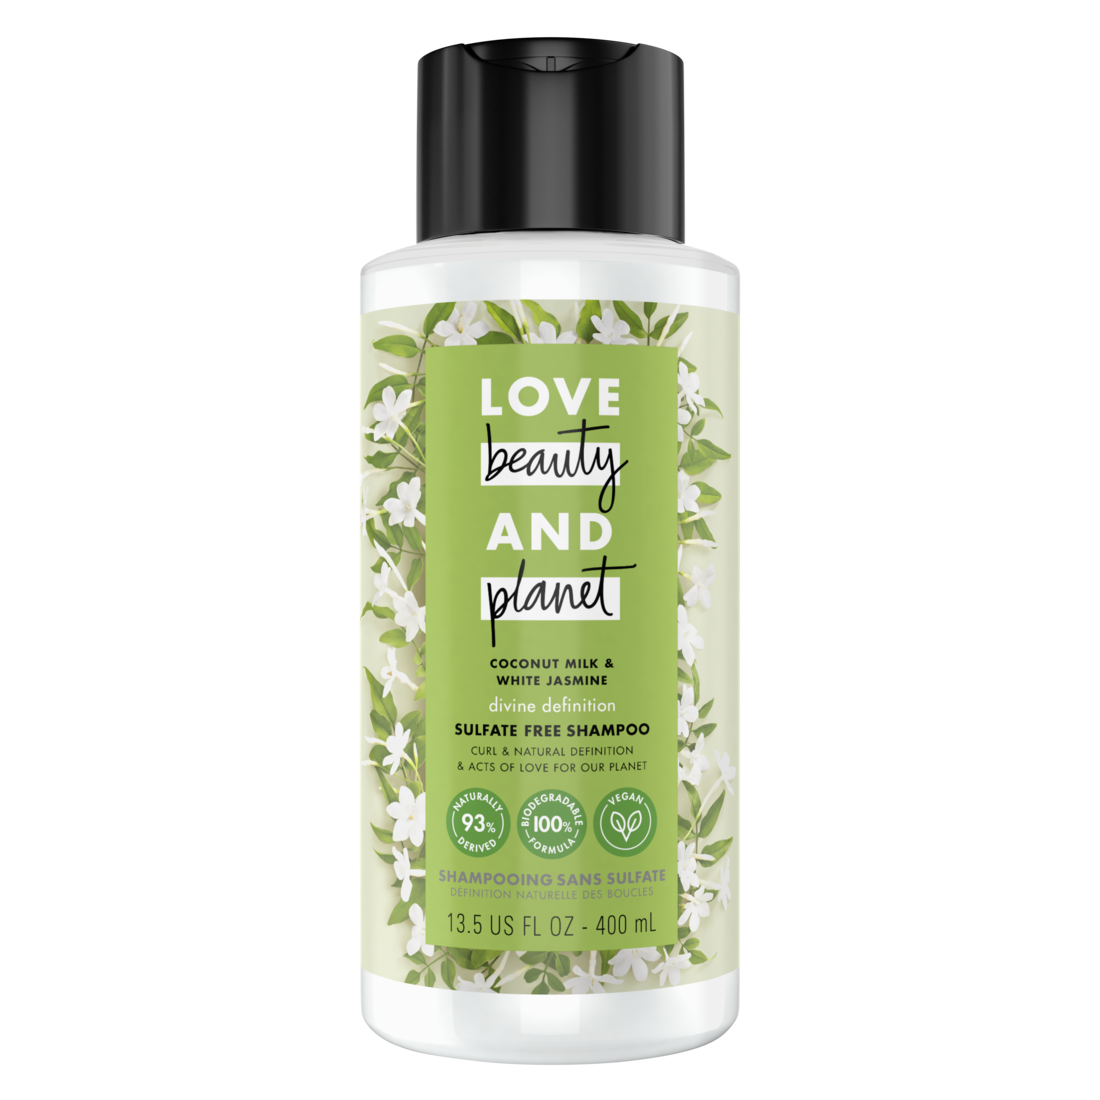 LOVE
beauty
AND
planet
COCONUT MILK &
WHITE JASMINE
divine definition
SULFATE FREE SHAMPOO
CURL & NATURAL DEFINITION
& ACTS OF LOVE FOR OUR PLANET
NATURALLY
93%
DERIVED
BIODEGRADABLE
100%
FORMULA
VEGAN
SHAMPOOING SANS SULFATE
DÉFINITION NATURELLE DES BOUCLES
13.5 US FL OZ - 400 mL